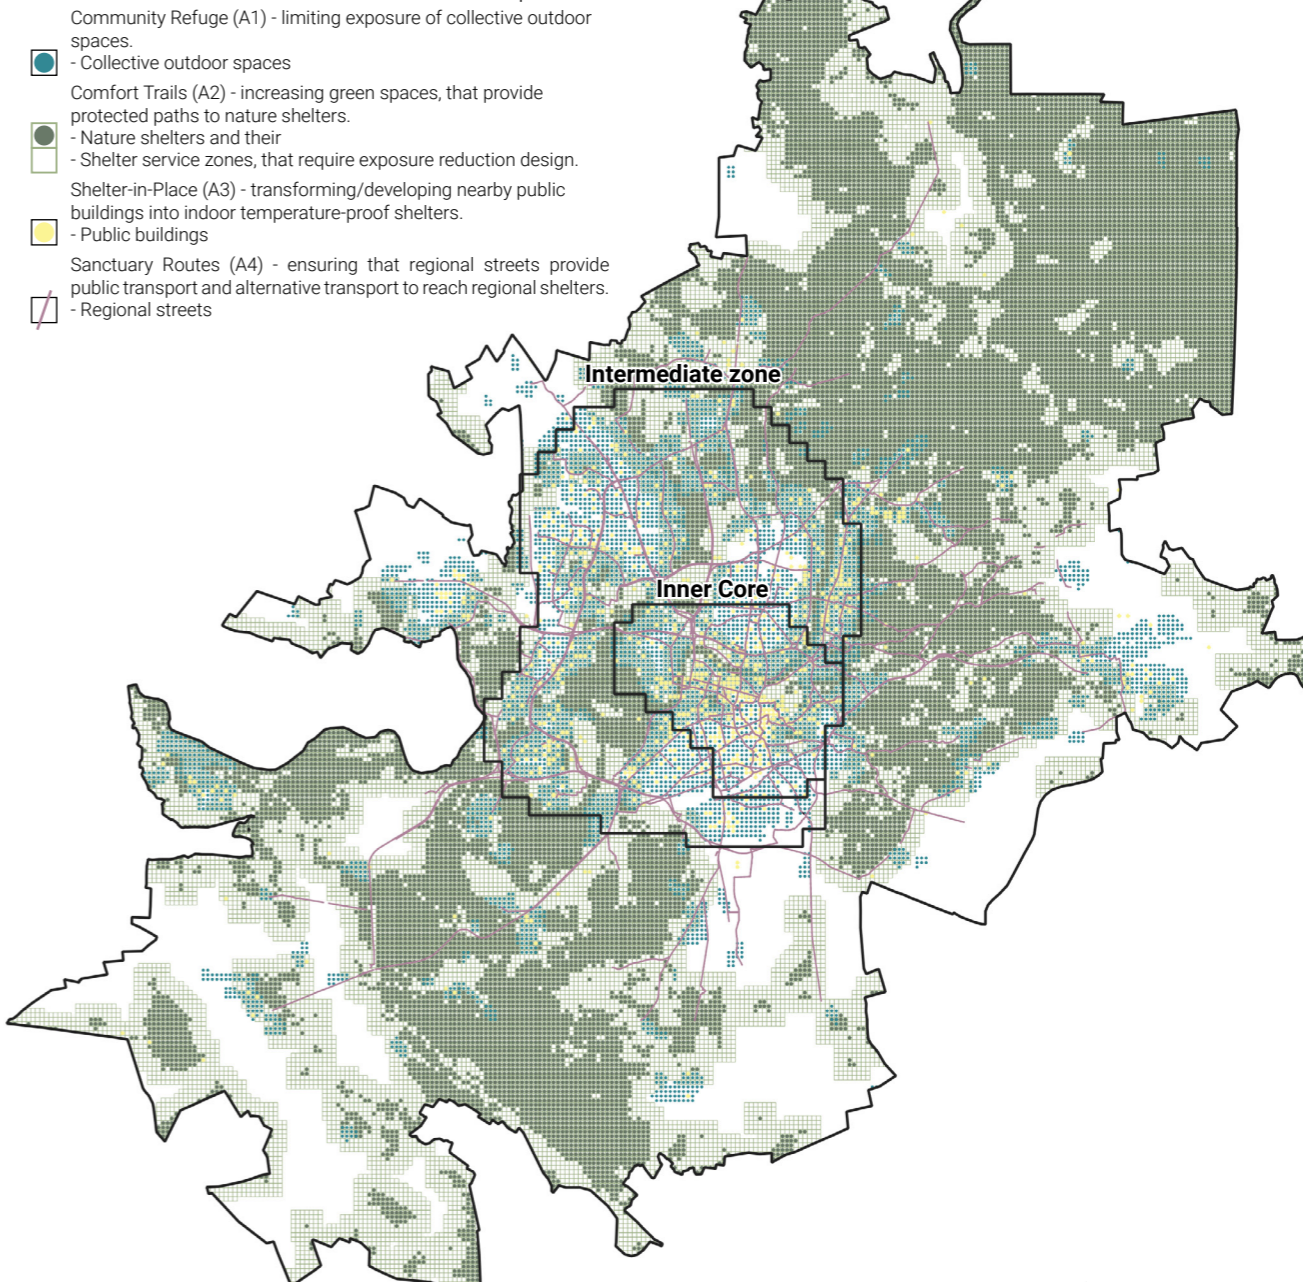 Community Refuge (A1) - limiting exposure of collective outdoor
spaces.
- Collective outdoor spaces
Comfort Trails (A2) - increasing green spaces, that provide
protected paths to nature shelters.
- Nature shelters and their
- Shelter service zones, that require exposure reduction design.
Shelter-in-Place (A3) - transforming/developing nearby public
buildings into indoor temperature-proof shelters.
- Public buildings
Sanctuary Routes (A4) - ensuring that regional streets provide
public transport and alternative transport to reach regional shelters.
- Regional streets
Intermediate zone
Inner Core